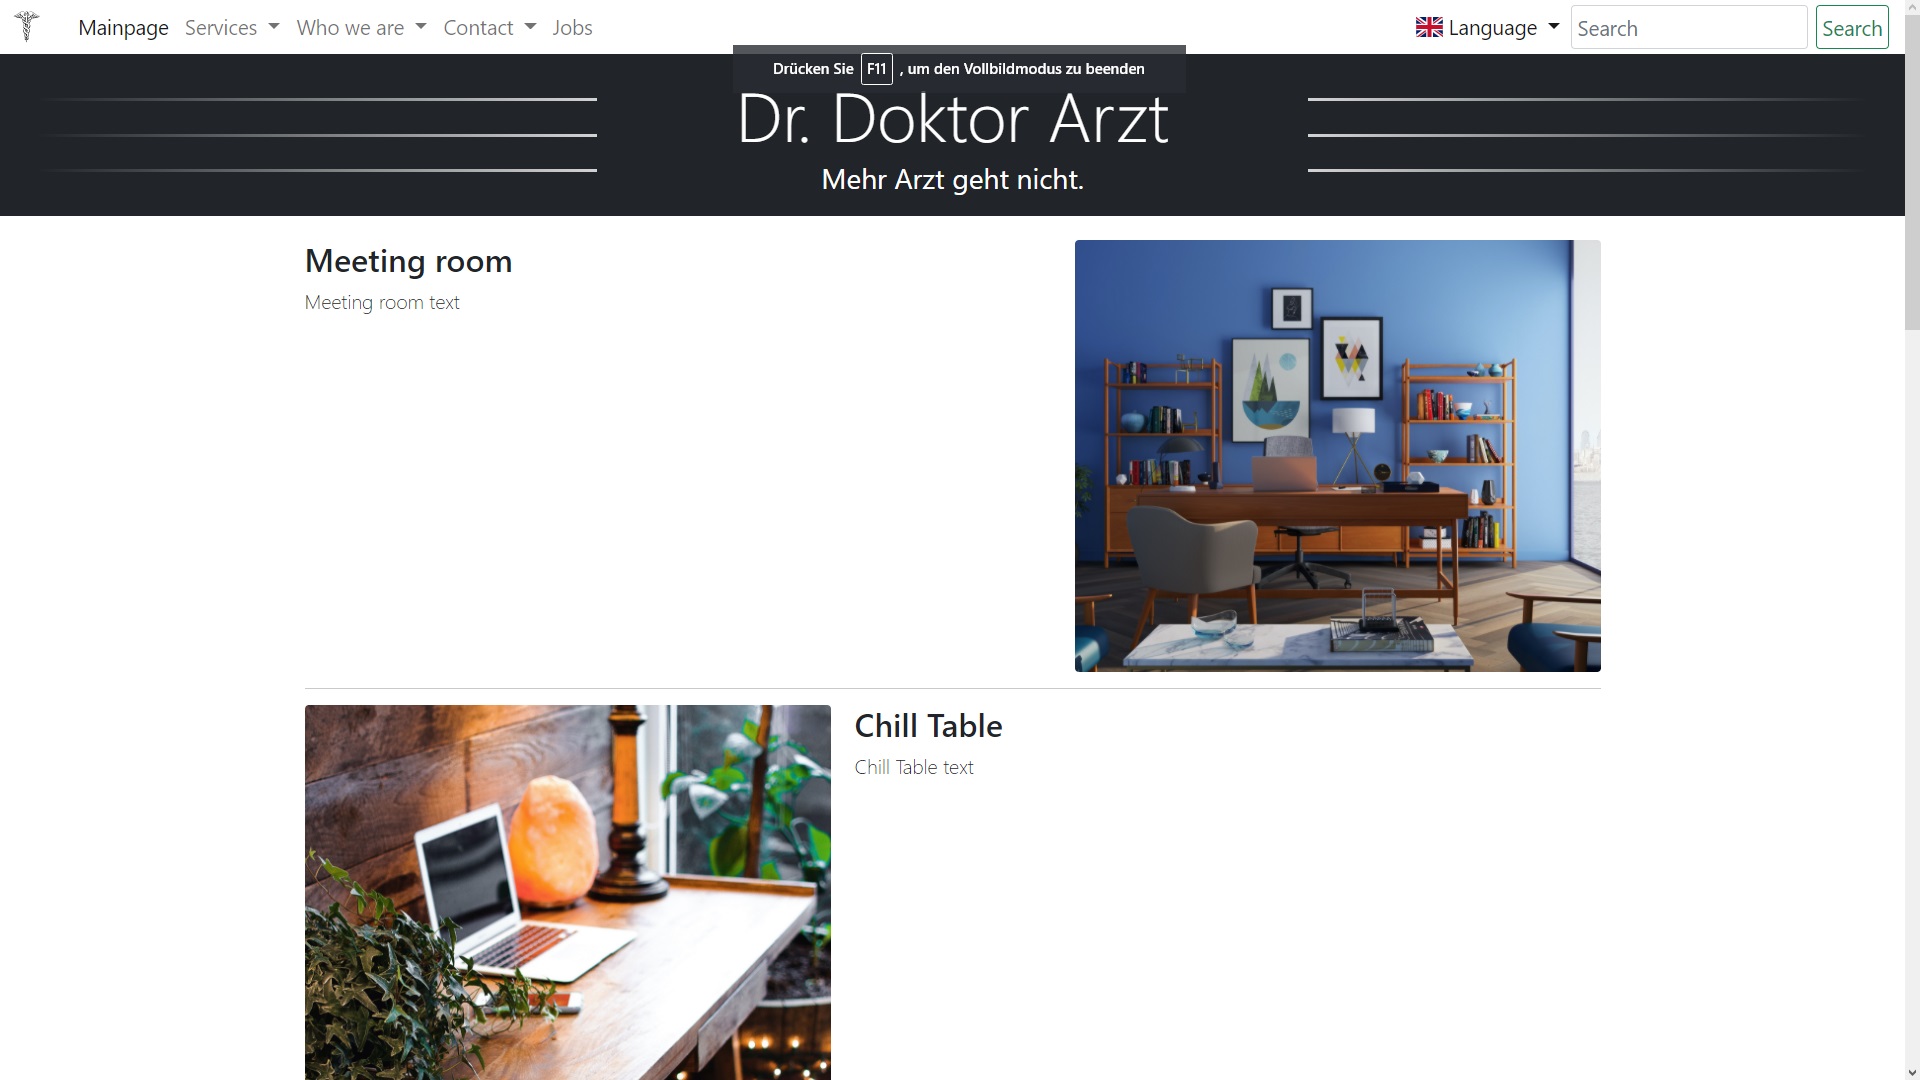 Mainpage Services Who we are Contact Jobs Language Search Search
Drücken Sie F11 , um den Vollbildmodus zu beenden
Dr. Doktor Arzt
Mehr Arzt geht nicht.
Meeting room
Meeting room text
Chill Table
Chill Table text